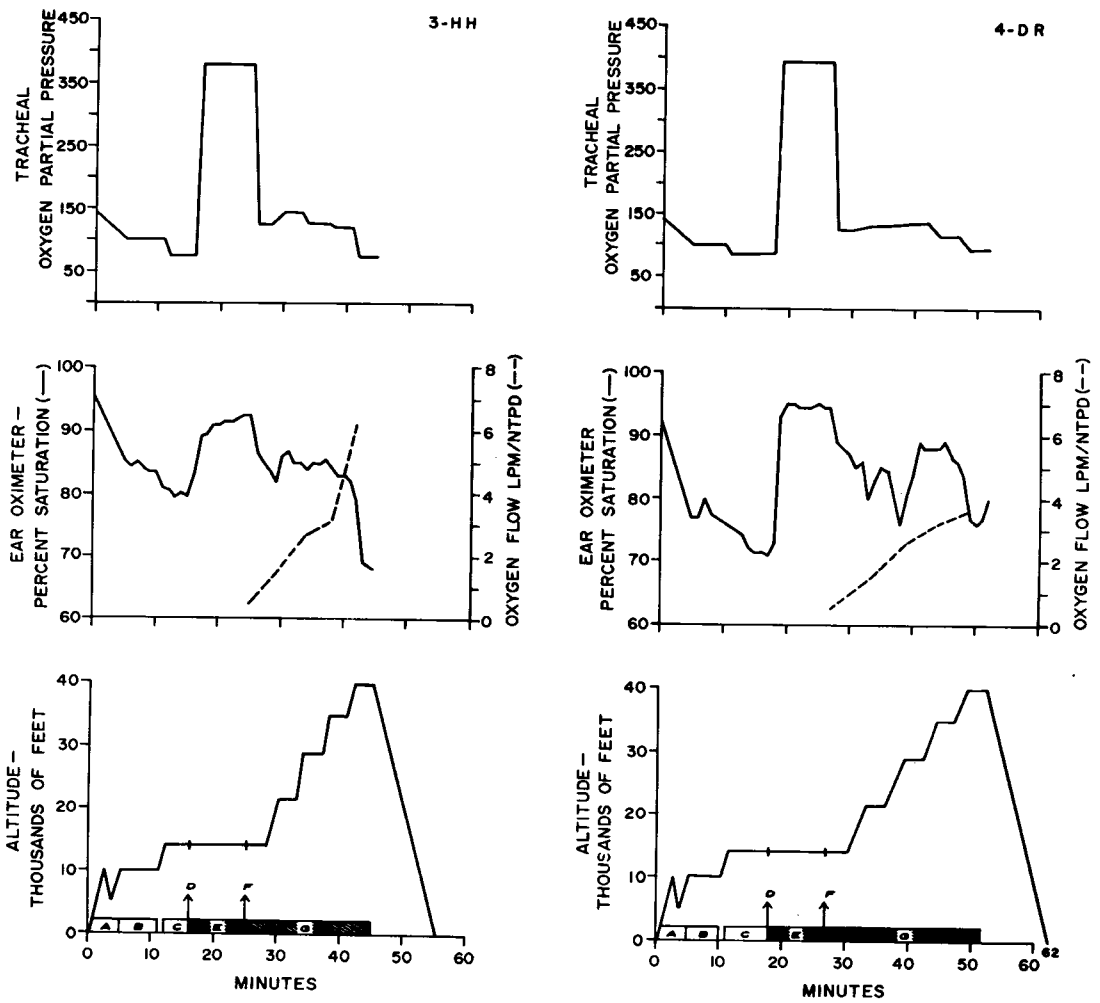 3-HH
TRACHEAL
OXYGEN PARTIAL PRESSURE
450
350
250
150
50
EAR OXIMETER –
PERCENT SATURATION (—)
100
90
80
70
60
OXYGEN FLOW LPM/NTPD (--)
8
6
4
2
0
ALTITUDE –
THOUSANDS OF FEET
40
30
20
10
0
A B C D E F G
0 10 20 30 40 50 60
MINUTES
4-DR
TRACHEAL
OXYGEN PARTIAL PRESSURE
450
350
250
150
50
EAR OXIMETER
PERCENT SATURATION (—)
100
90
80
70
60
OXYGEN FLOW LPM/NTPD (--)
8
6
4
2
0
ALTITUDE –
THOUSANDS OF FEET
40
30
20
10
0
A B C D E F G
0 10 20 30 40 50 60 62
MINUTES